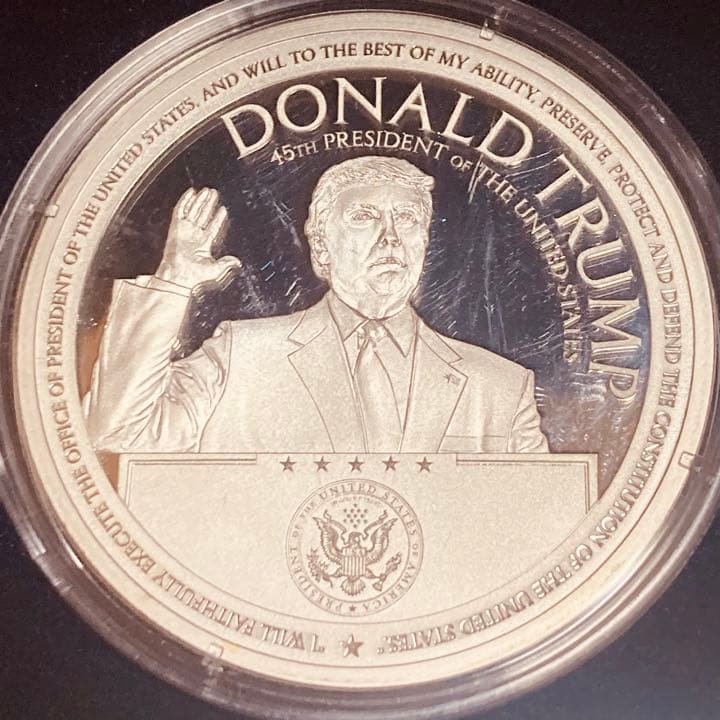 "I WILL FAITHFULLY EXECUTE THE OFFICE OF PRESIDENT OF THE UNITED STATES, AND WILL TO THE BEST OF MY ABILITY, PRESERVE, PROTECT AND DEFEND THE CONSTITUTION OF THE UNITED STATES."
DONALD TRUMP
45TH PRESIDENT OF THE UNITED STATES
PRESIDENT OF THE UNITED STATES OF AMERICA